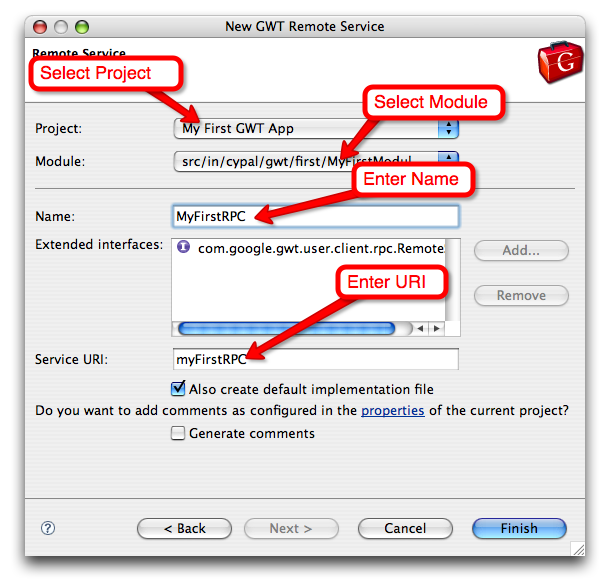 New GWT Remote Service
Remote Service
G
Select Project
Select Module
Project: My First GWT App
Module: src/in/cypal/gwt/first/MyFirstModul
Enter Name
Name: MyFirstRPC
Extended interfaces: I com.google.gwt.user.client.rpc.Remote Add...
Enter URI
Remove
Service URI: myFirstRPC
Also create default implementation file
Do you want to add comments as configured in the properties of the current project?
Generate comments
? < Back Next > Cancel Finish